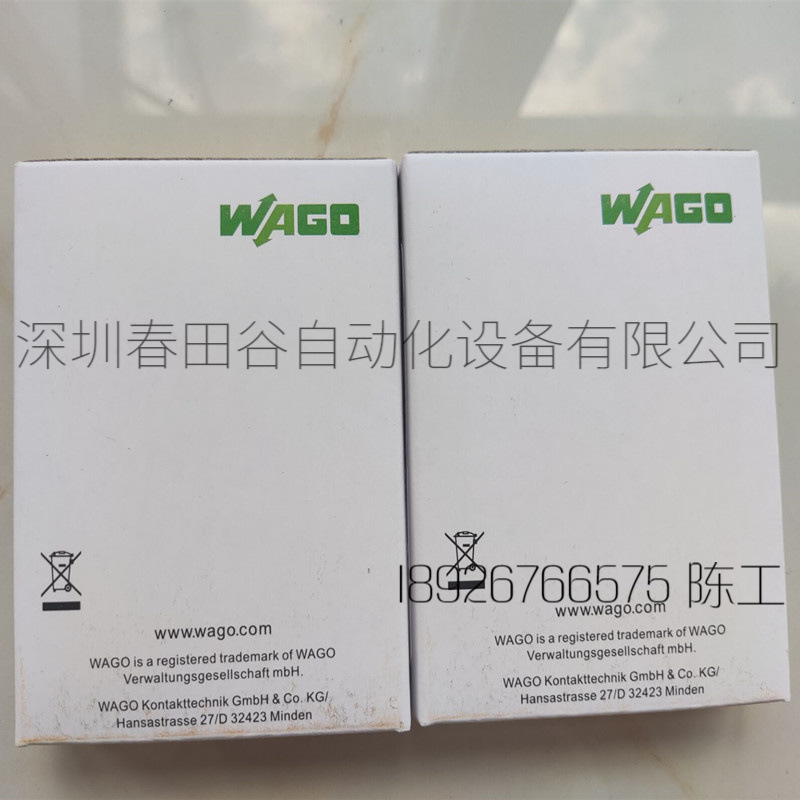 WAGO
WAGO
深圳春田谷自动化设备有限公司
18926766575 陈工
www.wago.com
WAGO is a registered trademark of WAGO
Verwaltungsgesellschaft mbH.
WAGO Kontakttechnik GmbH & Co. KG/
Hansastrasse 27/D 32423 Minden
www.wago.com
WAGO is a registered trademark of WAGO
Verwaltungsgesellschaft mbH.
WAGO Kontakttechnik GmbH & Co. KG/
Hansastrasse 27/D 32423 Minden